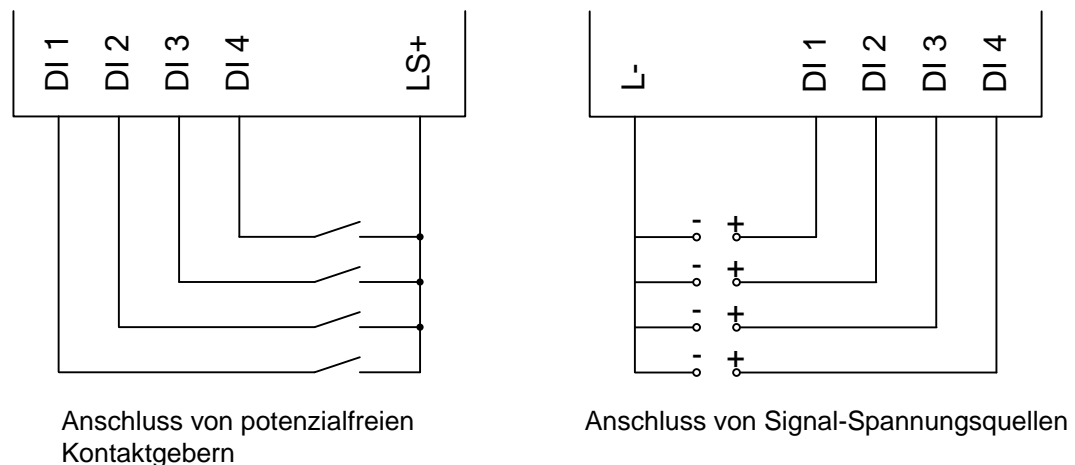 DI 1
DI 2
DI 3
DI 4
LS+
L-
DI 1
DI 2
DI 3
DI 4
- +
- +
- +
- +
Anschluss von potenzialfreien
Kontaktgebern
Anschluss von Signal-Spannungsquellen